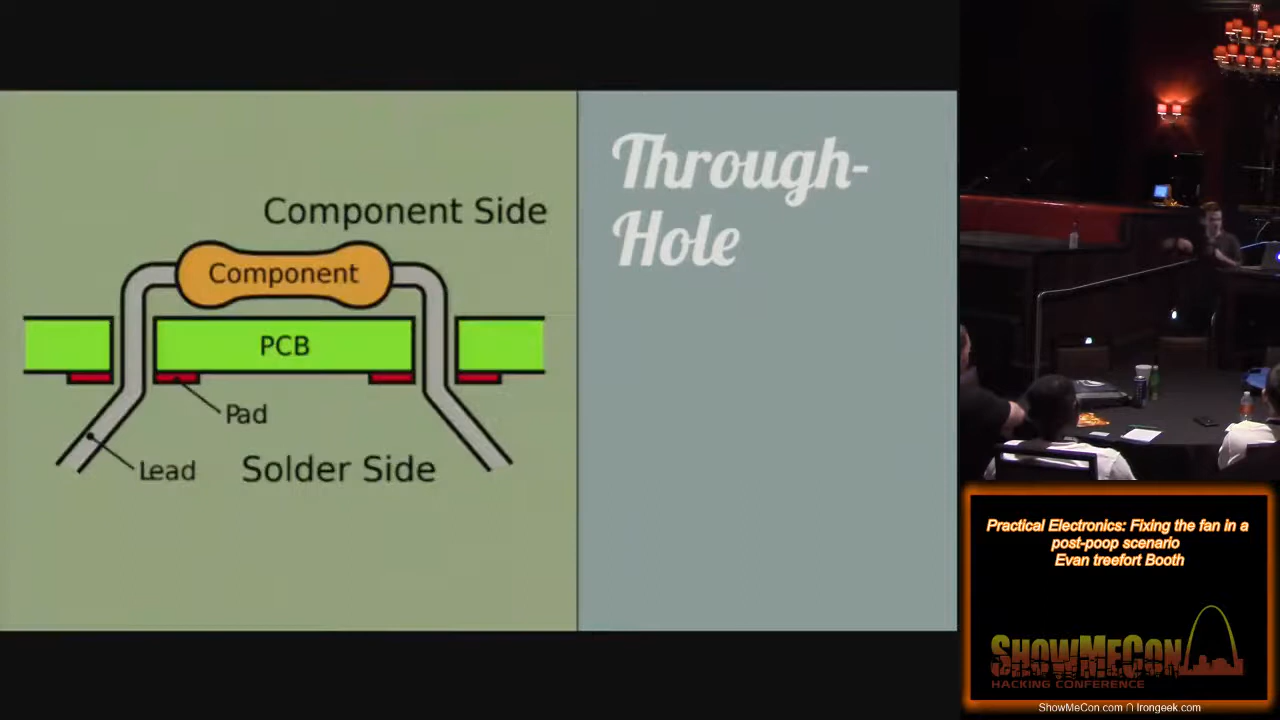 Component Side
Component
PCB
Pad
Lead
Solder Side
Through-
Hole
Practical Electronics: Fixing the fan in a
post-poop scenario
Evan treefort Booth
ShowMeCon
HACKING CONFERENCE
ShowMeCon.com ∩ Irongeek.com